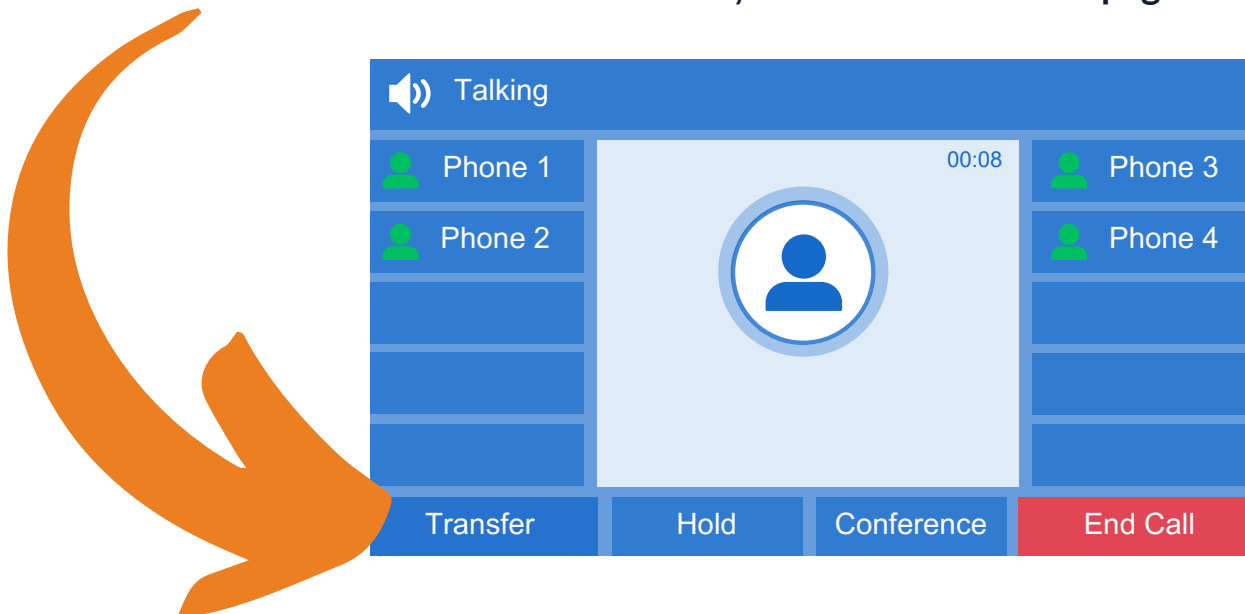 Talking
Phone 1
00:08
Phone 3
Phone 2
Phone 4
Transfer
Hold
Conference
End Call